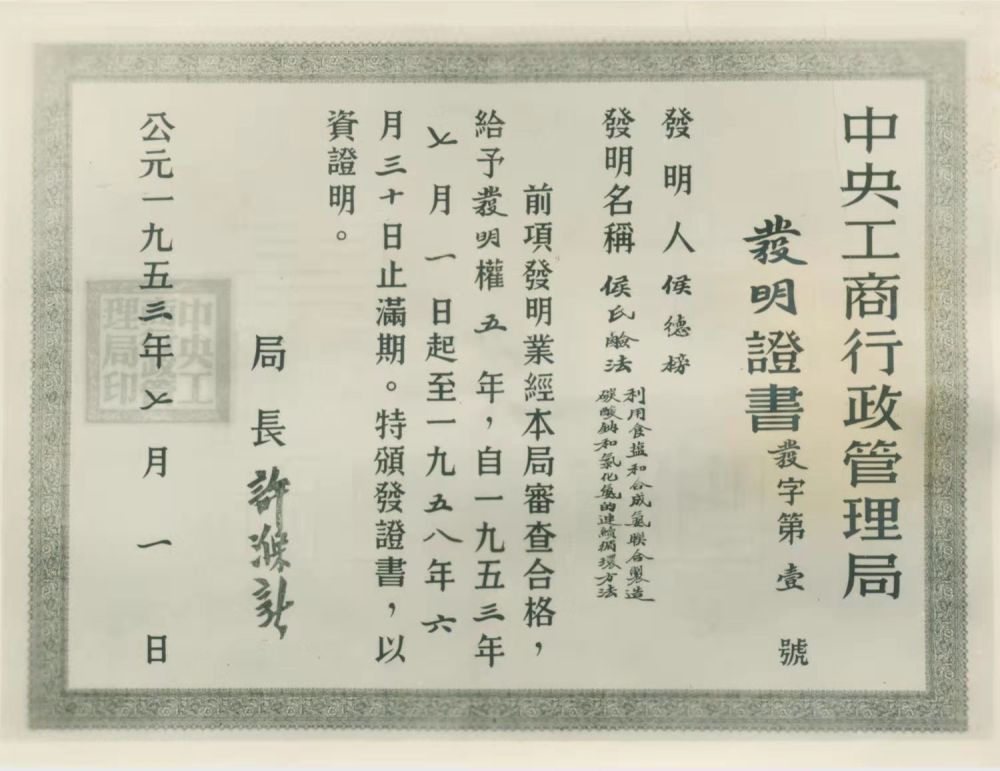 中央工商行政管理局
發明證書
發字第壹號
發明人 侯德榜
發明名稱 侯氏鹼法
利用食盐和合成氨联合製造
碳酸鈉和氯化氨的連續循環方法
前項發明業經本局審查合格，
給予發明權五年，自一九五三年
七月一日起至一九五八年六
月三十日止滿期。特頒發證書，以
資證明。
局長 許滌新
公元一九五三年七月一日
中央工
商行政管
理局印